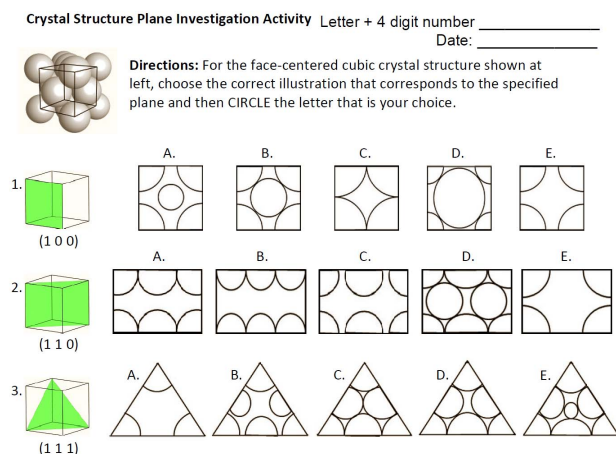 Crystal Structure Plane Investigation Activity Letter + 4 digit number
Date:
Directions: For the face-centered cubic crystal structure shown at
left, choose the correct illustration that corresponds to the specified
plane and then CIRCLE the letter that is your choice.
A. B. C. D. E.
1.
(1 0 0)
A. B. C. D. E.
2.
(1 1 0)
A. B. C. D. E.
3.
(1 1 1)